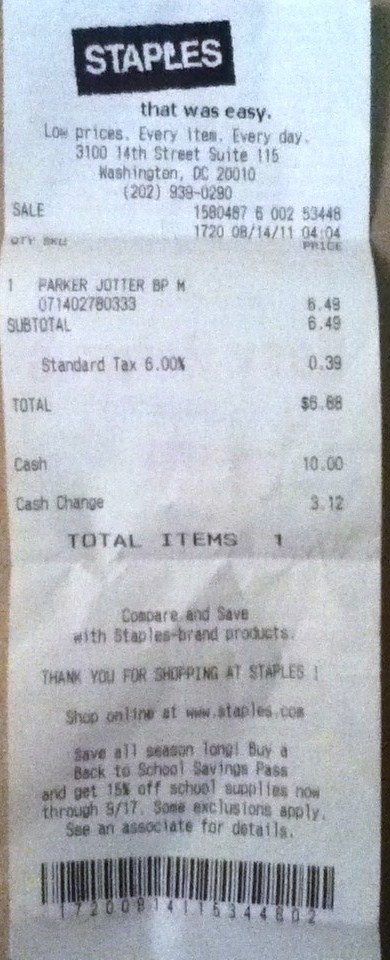 STAPLES
that was easy.
Low prices. Every item. Every day.
3100 14th Street Suite 115
Washington, DC 20010
(202) 939-0290
SALE 1580487 6 002 53448
1720 08/14/11 04:04
QTY SKU PRICE
1 PARKER JOTTER BP M
071402780333 6.49
SUBTOTAL 6.49
Standard Tax 6.00% 0.39
TOTAL $6.88
Cash 10.00
Cash Change 3.12
TOTAL ITEMS 1
Compare and Save
with Staples-brand products.
THANK YOU FOR SHOPPING AT STAPLES !
Shop online at www.staples.com
Save all season long! Buy a
Back to School Savings Pass
and get 15% off school supplies now
through 9/17. Some exclusions apply.
See an associate for details.
17200814115344802